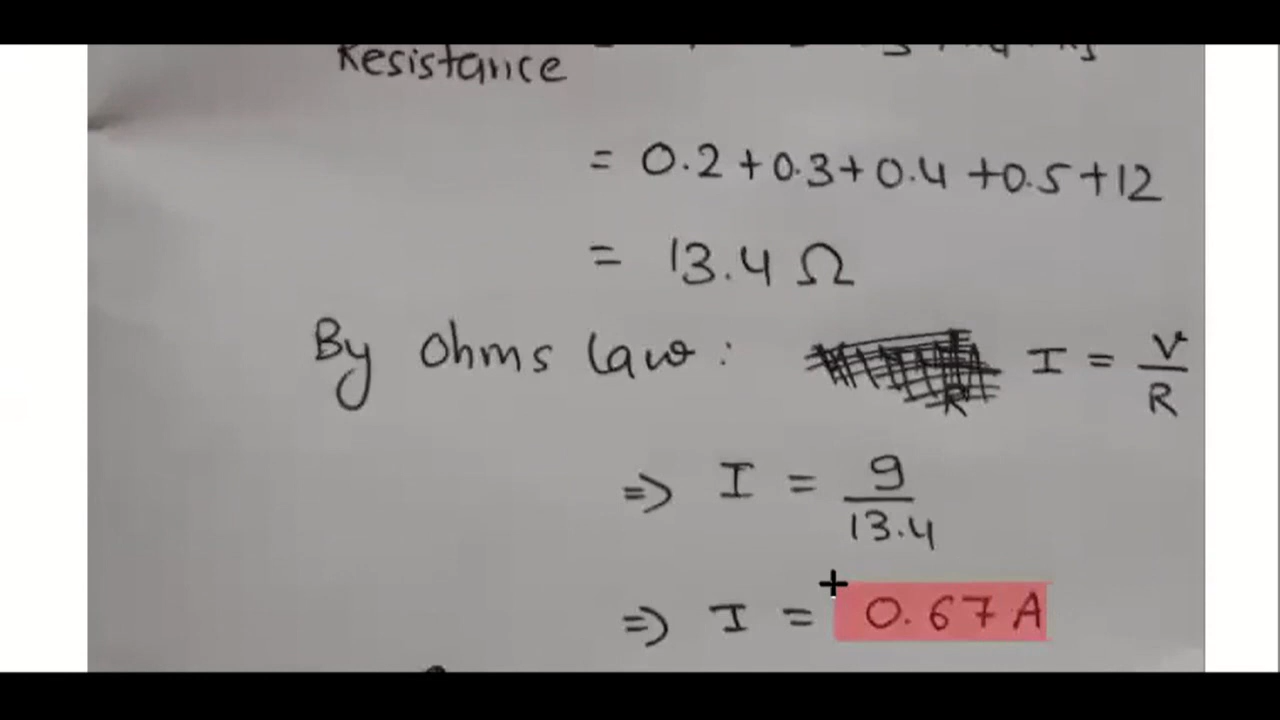 Resistance =
= 0.2 + 0.3 + 0.4 + 0.5 + 12
= 13.4 Ω
By Ohms law : I = V/R
=> I = 9/13.4
=> I = 0.67 A